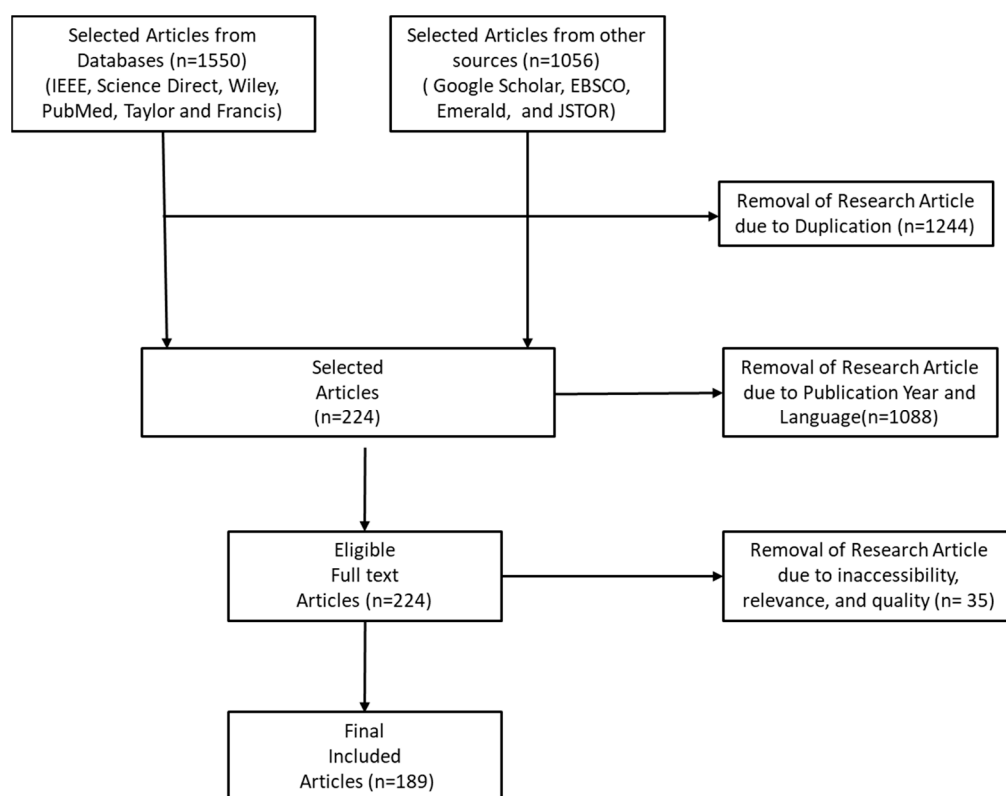 Selected Articles from
Databases (n=1550)
(IEEE, Science Direct, Wiley,
PubMed, Taylor and Francis)
Selected Articles from other
sources (n=1056)
( Google Scholar, EBSCO,
Emerald, and JSTOR)
Removal of Research Article
due to Duplication (n=1244)
Selected
Articles
(n=224)
Removal of Research Article
due to Publication Year and
Language(n=1088)
Eligible
Full text
Articles (n=224)
Removal of Research Article
due to inaccessibility,
relevance, and quality (n= 35)
Final
Included
Articles (n=189)